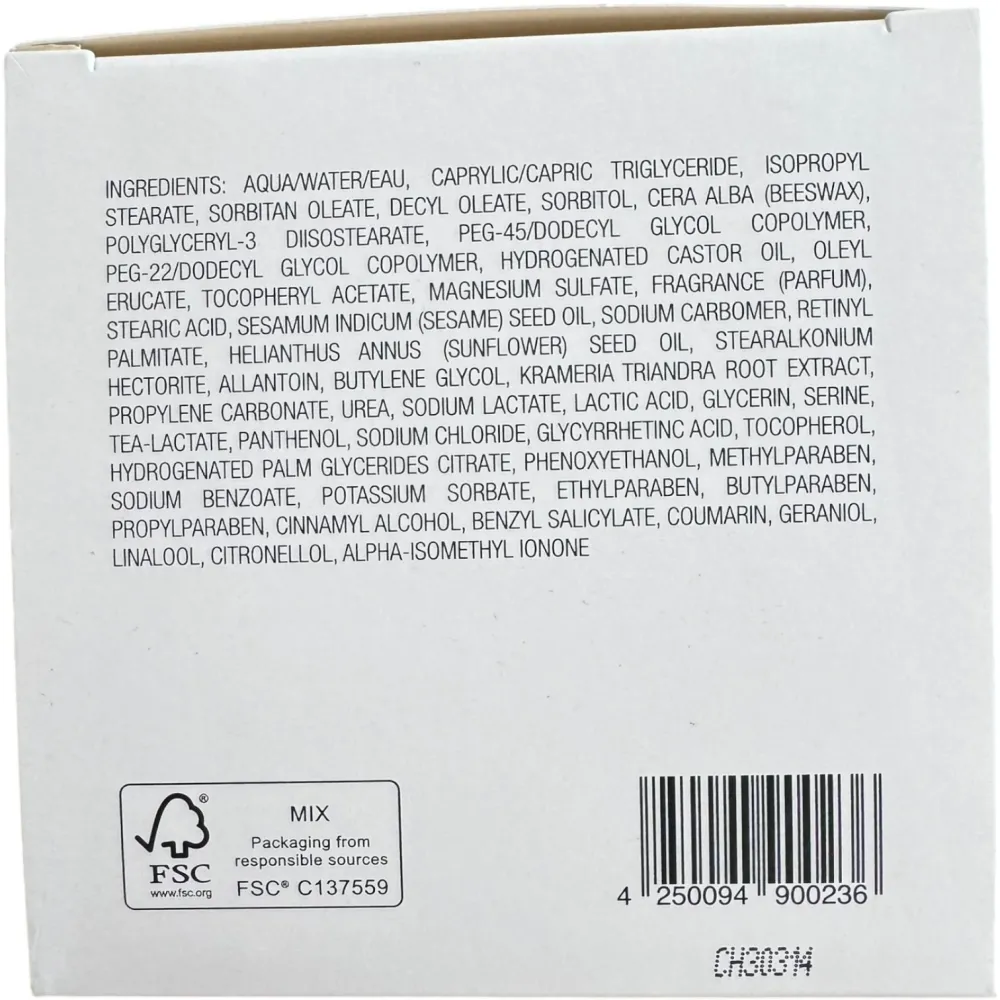 INGREDIENTS: AQUA/WATER/EAU, CAPRYLIC/CAPRIC TRIGLYCERIDE, ISOPROPYL
STEARATE, SORBITAN OLEATE, DECYL OLEATE, SORBITOL, CERA ALBA (BEESWAX),
POLYGLYCERYL-3 DIISOSTEARATE, PEG-45/DODECYL GLYCOL COPOLYMER,
PEG-22/DODECYL GLYCOL COPOLYMER, HYDROGENATED CASTOR OIL, OLEYL
ERUCATE, TOCOPHERYL ACETATE, MAGNESIUM SULFATE, FRAGRANCE (PARFUM),
STEARIC ACID, SESAMUM INDICUM (SESAME) SEED OIL, SODIUM CARBOMER, RETINYL
PALMITATE, HELIANTHUS ANNUS (SUNFLOWER) SEED OIL, STEARALKONIUM
HECTORITE, ALLANTOIN, BUTYLENE GLYCOL, KRAMERIA TRIANDRA ROOT EXTRACT,
PROPYLENE CARBONATE, UREA, SODIUM LACTATE, LACTIC ACID, GLYCERIN, SERINE,
TEA-LACTATE, PANTHENOL, SODIUM CHLORIDE, GLYCYRRHETINC ACID, TOCOPHEROL,
HYDROGENATED PALM GLYCERIDES CITRATE, PHENOXYETHANOL, METHYLPARABEN,
SODIUM BENZOATE, POTASSIUM SORBATE, ETHYLPARABEN, BUTYLPARABEN,
PROPYLPARABEN, CINNAMYL ALCOHOL, BENZYL SALICYLATE, COUMARIN, GERANIOL,
LINALOOL, CITRONELLOL, ALPHA-ISOMETHYL IONONE
®
FSC
www.fsc.org
MIX
Packaging from
responsible sources
FSC® C137559
4 250094 900236
CH30314